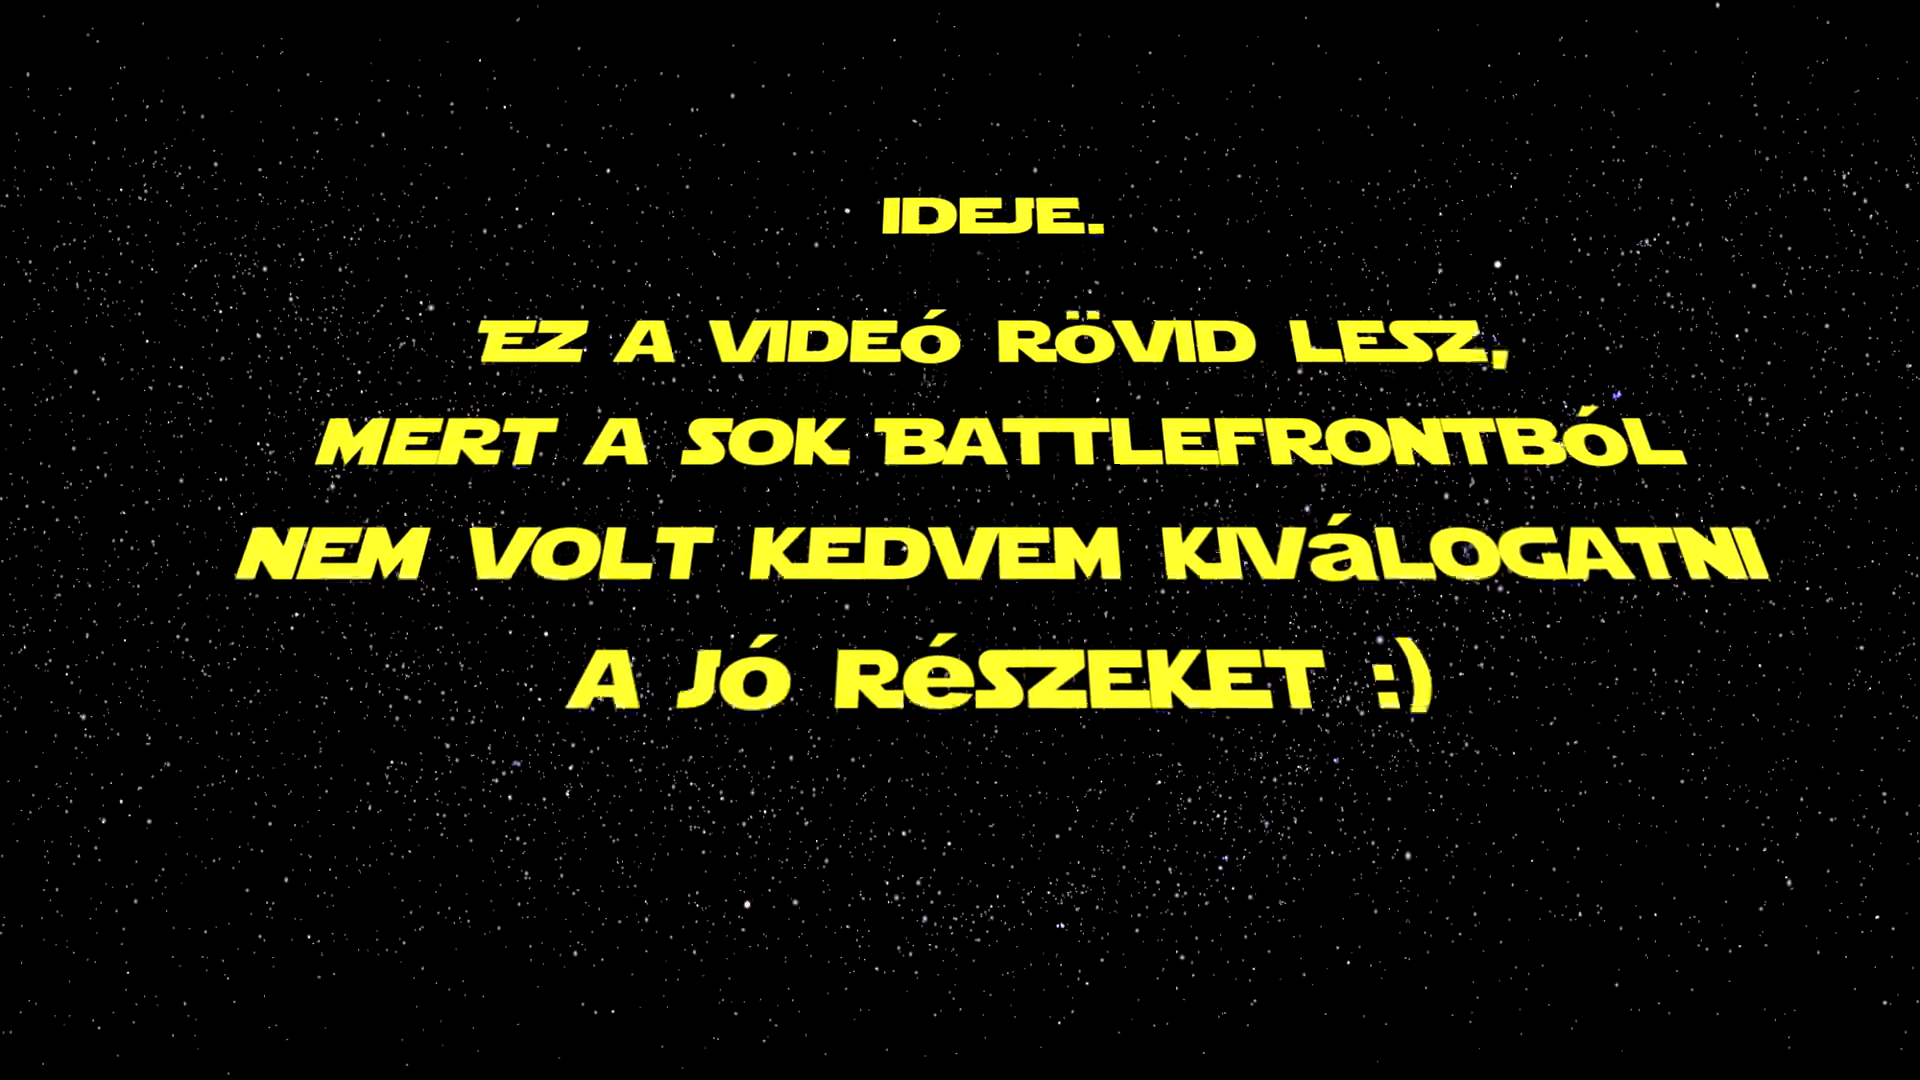 IDEJE.
EZ A VIDEÓ RÖVID LESZ,
MERT A SOK BATTLEFRONTBÓL
NEM VOLT KEDVEM KIVÁLOGATNI
A JÓ RÉSZEKET :)